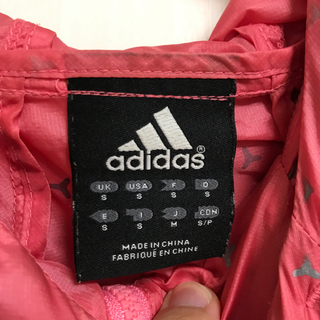 adidas®
UK USA F D
S S S S
E I J CDN
S S M S/P
MADE IN CHINA
FABRIQUÉ EN CHINE